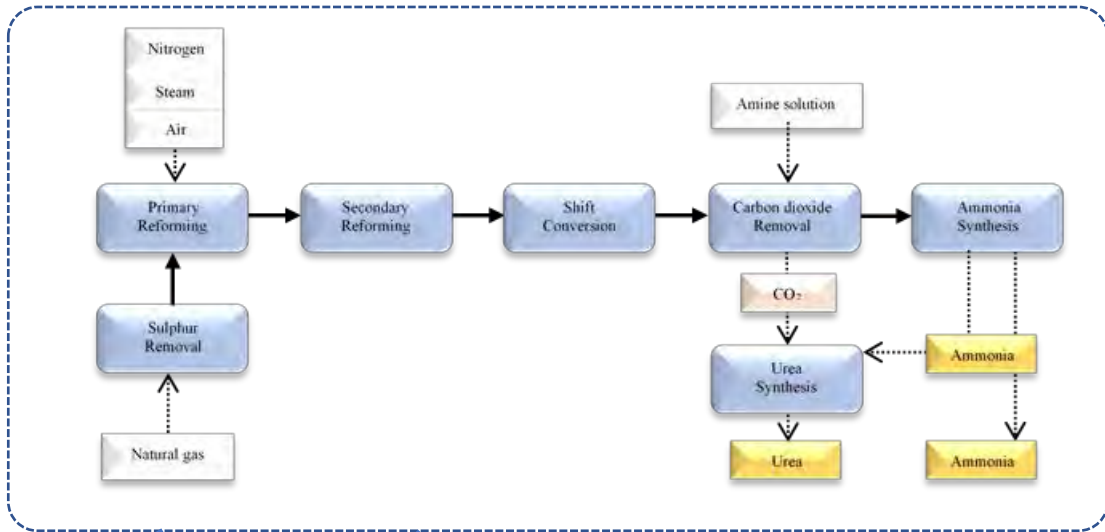 Nitrogen
Steam
Air
Amine solution
Primary
Reforming
Secondary
Reforming
Shift
Conversion
Carbon dioxide
Removal
Ammonia
Synthesis
CO₂
Sulphur
Removal
Urea
Synthesis
Ammonia
Natural gas
Urea
Ammonia